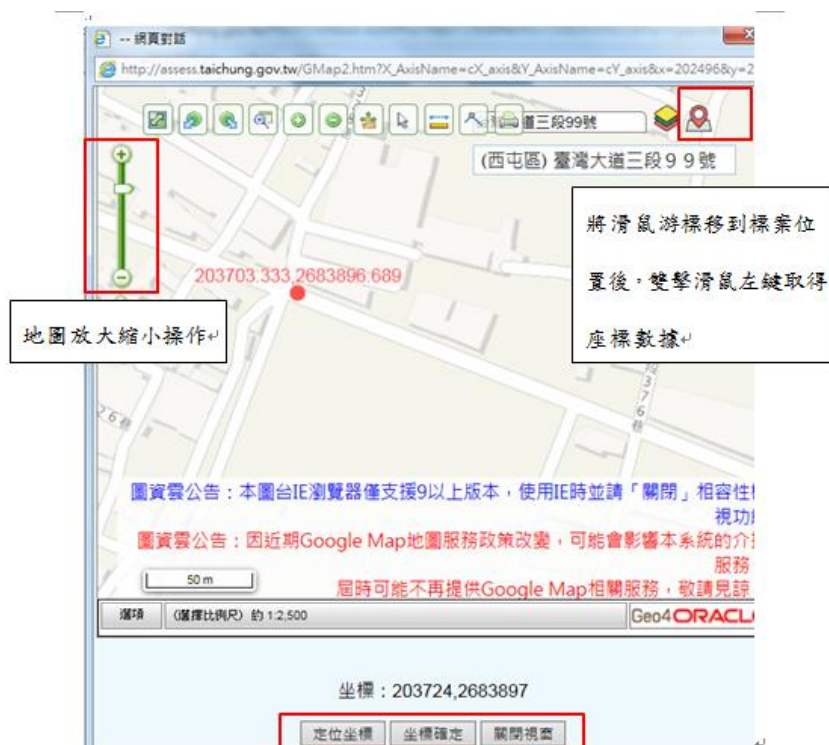 -- 網頁對話
http://assess.taichung.gov.tw/GMap2.htm?X_AxisName=cX_axis&Y_AxisName=cY_axis&x=202496&y=2
道三段99號
(西屯區) 臺灣大道三段９９號
將滑鼠游標移到標案位
置後，雙擊滑鼠左鍵取得
座標數據
203703.333,2683896.689
地圖放大縮小操作
段376巷
26巷
圖資雲公告：本圖台IE瀏覽器僅支援9以上版本，使用IE時並請「關閉」相容性
視功
圖資雲公告：因近期Google Map地圖服務政策改變，可能會影響本系統的介
服務
屆時可能不再提供Google Map相關服務，敬請見諒
50 m
選項 (選擇比例尺) 約 1:2,500 Geo4ORACL
坐標：203724,2683897
定位坐標 坐標確定 關閉視窗